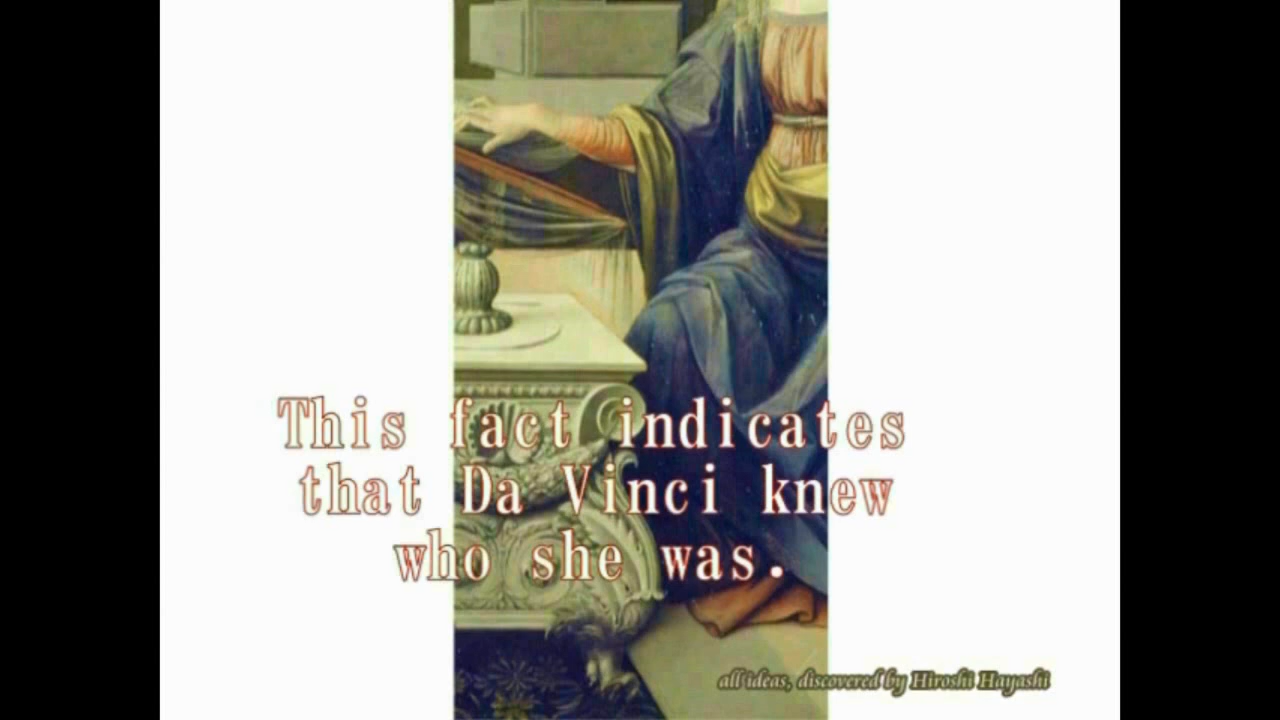 This fact indicates
that Da Vinci knew
who she was.
all ideas, discovered by Hiroshi Hayashi